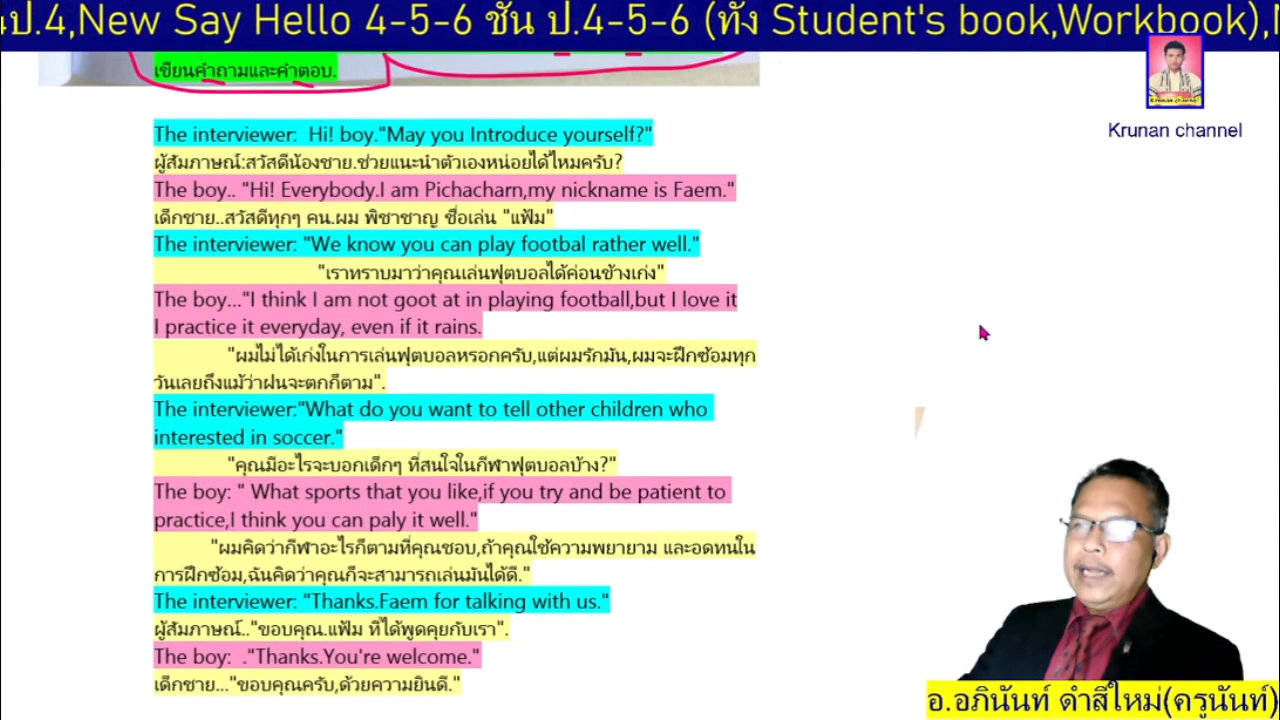 ป.4,New Say Hello 4-5-6 ชั้น ป.4-5-6 (ทั้ง Student's book,Workbook),
เขียนคำถามและคำตอบ.
Krunan channel
The interviewer:  Hi! boy."May you Introduce yourself?"
ผู้สัมภาษณ์:สวัสดีน้องชาย.ช่วยแนะนำตัวเองหน่อยได้ไหมครับ?
The boy.. "Hi! Everybody.I am Pichacharn,my nickname is Faem."
เด็กชาย..สวัสดีทุกๆ คน.ผม พิชาชาญ ชื่อเล่น "แฟ้ม"
The interviewer: "We know you can play footbal rather well."
"เราทราบมาว่าคุณเล่นฟุตบอลได้ค่อนข้างเก่ง"
The boy..."I think I am not goot at in playing football,but I love it
I practice it everyday, even if it rains.
"ผมไม่ได้เก่งในการเล่นฟุตบอลหรอกครับ,แต่ผมรักมัน,ผมจะฝึกซ้อมทุก
วันเลยถึงแม้ว่าฝนจะตกก็ตาม".
The interviewer:"What do you want to tell other children who
interested in soccer."
"คุณมีอะไรจะบอกเด็กๆ ที่สนใจในกีฬาฟุตบอลบ้าง?"
The boy: " What sports that you like,if you try and be patient to
practice,I think you can paly it well."
"ผมคิดว่ากีฬาอะไรก็ตามที่คุณชอบ,ถ้าคุณใช้ความพยายาม และอดทนใน
การฝึกซ้อม,ฉันคิดว่าคุณก็จะสามารถเล่นมันได้ดี."
The interviewer: "Thanks.Faem for talking with us."
ผู้สัมภาษณ์.."ขอบคุณ.แฟ้ม ที่ได้พูดคุยกับเรา".
The boy:  ."Thanks.You're welcome."
เด็กชาย..."ขอบคุณครับ,ด้วยความยินดี."
อ.อภินันท์ ดำสีใหม่(ครูนันท์)